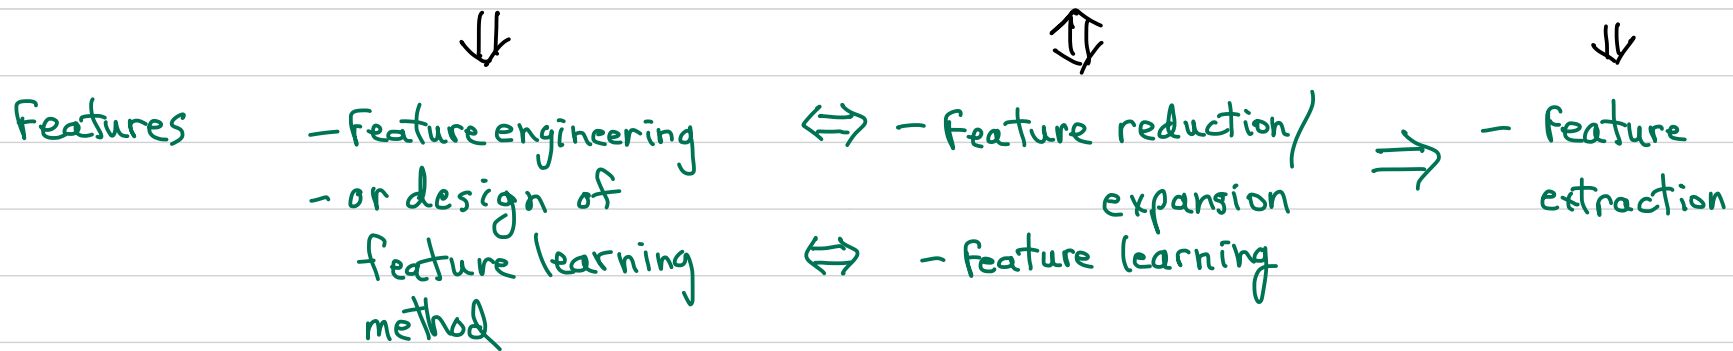 ⇓ ⇕ ⇓
Features - Feature engineering ⇔ - Feature reduction/ ⇒ - Feature
- or design of expansion extraction
feature learning ⇔ - Feature learning
method